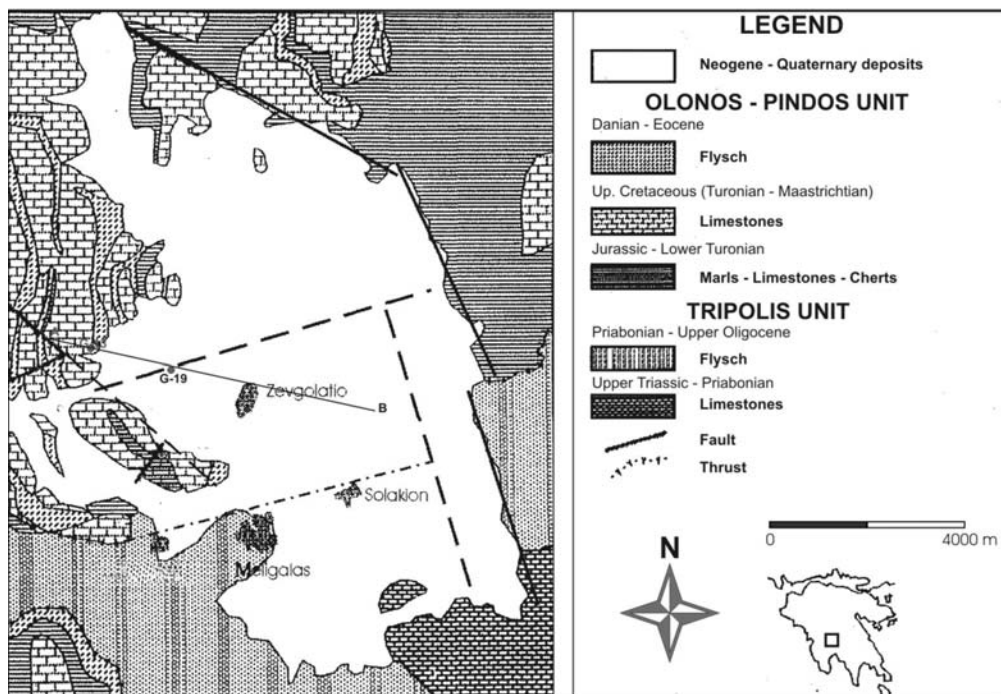 G-19
Zevgolatio
B
Solakion
Meligalas
LEGEND
Neogene - Quaternary deposits
OLONOS - PINDOS UNIT
Danian - Eocene
Flysch
Up. Cretaceous (Turonian - Maastrichtian)
Limestones
Jurassic - Lower Turonian
Marls - Limestones - Cherts
TRIPOLIS UNIT
Priabonian - Upper Oligocene
Flysch
Upper Triassic - Priabonian
Limestones
Fault
Thrust
N
0 4000 m